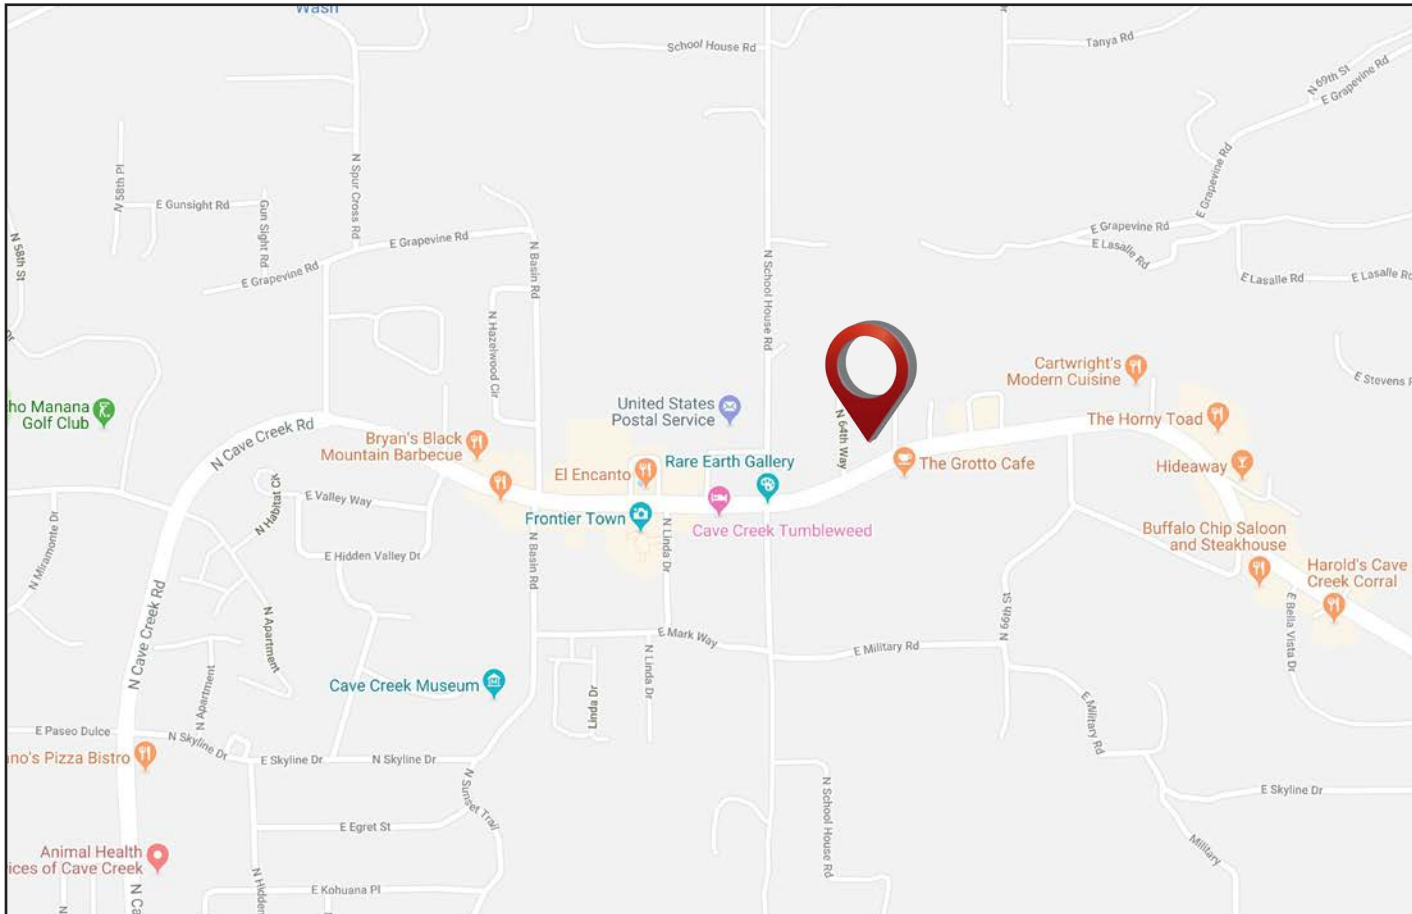 Wash
School House Rd
Tanya Rd
N 69th St
E Grapevine Rd
N 58th Pl
N Spur Cross Rd
E Gunsight Rd
Gun Sight Rd
E Grapevine Rd
E Grapevine Rd
N 58th St
E Grapevine Rd
N Basin Rd
N School House Rd
E Grapevine Rd
E Lasalle Rd
E Lasalle Rd
E Lasalle Rd
Dr
N Hazelwood Cir
Cartwright's
Modern Cuisine
E Stevens R
ho Manana
Golf Club
United States
Postal Service
N 64th Way
The Horny Toad
N Cave Creek Rd
Bryan's Black
Mountain Barbecue
El Encanto
Rare Earth Gallery
The Grotto Cafe
Hideaway
N Habitat Cir
E Valley Way
Frontier Town
Cave Creek Tumbleweed
Buffalo Chip Saloon
and Steakhouse
N Miramonte Dr
E Hidden Valley Dr
N Basin Rd
N Linda Dr
Harold's Cave
Creek Corral
N Cave Creek Rd
N Apartment
N 66th St
E Bella Vista Dr
E Mark Way
E Military Rd
N Apartment
Cave Creek Museum
N Linda Dr
Linda Dr
E Military Rd
E Paseo Dulce
N Skyline Dr
E Skyline Dr
N Skyline Dr
ano's Pizza Bistro
N Sunset Trail
N School House Rd
E Skyline Dr
E Egret St
Military
Animal Health
ices of Cave Creek
N Ca
N Hidden
E Kohuana Pl
N